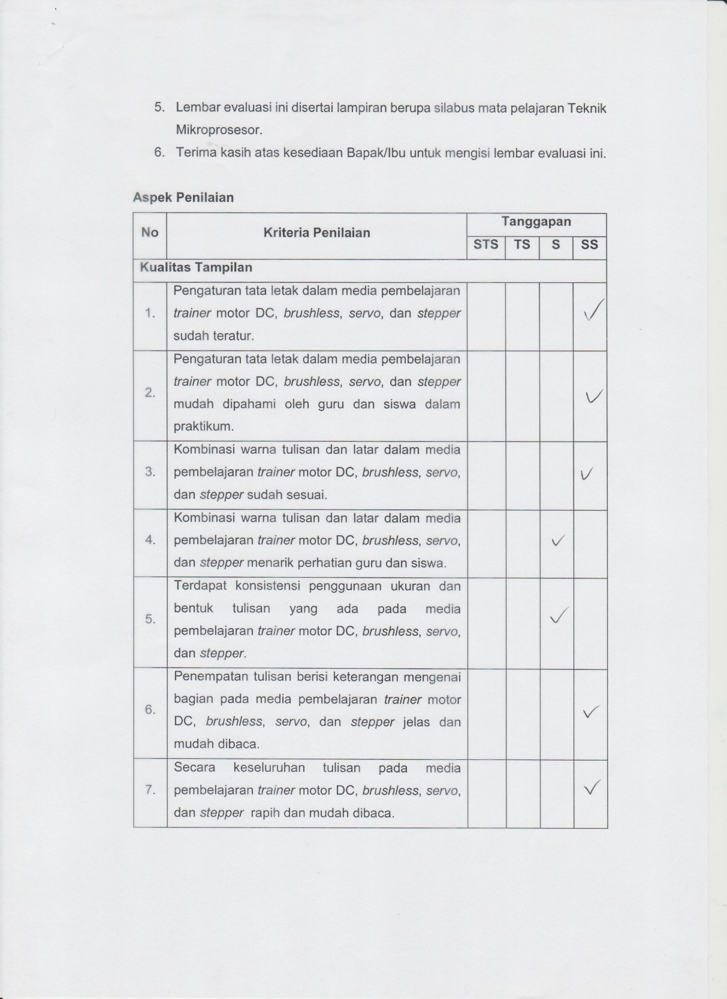 5. Lembar evaluasi ini disertai lampiran berupa silabus mata pelajaran Teknik
Mikroprosesor.
6. Terima kasih atas kesediaan Bapak/Ibu untuk mengisi lembar evaluasi ini.
Aspek Penilaian
No Kriteria Penilaian Tanggapan
STS TS S SS
Kualitas Tampilan
Pengaturan tata letak dalam media pembelajaran
1. trainer motor DC, brushless, servo, dan stepper ✓
sudah teratur.
Pengaturan tata letak dalam media pembelajaran
trainer motor DC, brushless, servo, dan stepper
2. mudah dipahami oleh guru dan siswa dalam ✓
praktikum.
Kombinasi warna tulisan dan latar dalam media
3. pembelajaran trainer motor DC, brushless, servo, ✓
dan stepper sudah sesuai.
Kombinasi warna tulisan dan latar dalam media
4. pembelajaran trainer motor DC, brushless, servo, ✓
dan stepper menarik perhatian guru dan siswa.
Terdapat konsistensi penggunaan ukuran dan
bentuk tulisan yang ada pada media
5. pembelajaran trainer motor DC, brushless, servo, ✓
dan stepper.
Penempatan tulisan berisi keterangan mengenai
bagian pada media pembelajaran trainer motor
6. DC, brushless, servo, dan stepper jelas dan ✓
mudah dibaca.
Secara keseluruhan tulisan pada media
7. pembelajaran trainer motor DC, brushless, servo, ✓
dan stepper rapih dan mudah dibaca.